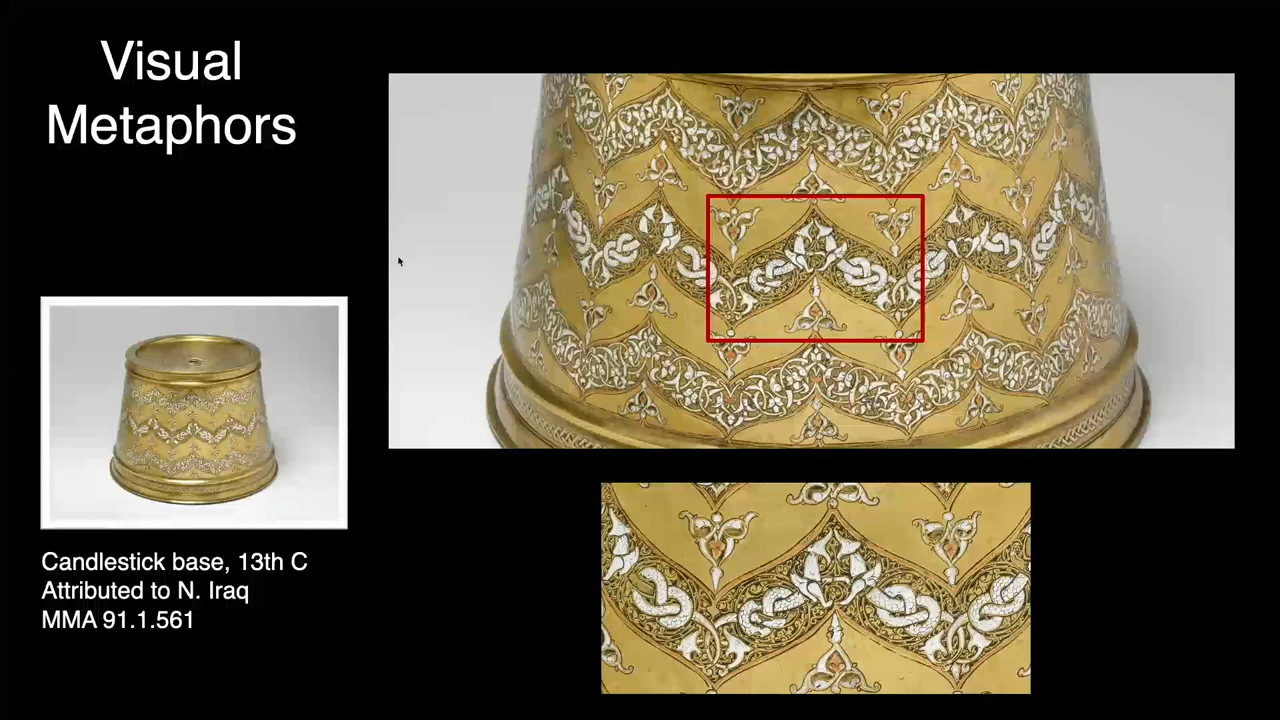 Visual
Metaphors
Candlestick base, 13th C
Attributed to N. Iraq
MMA 91.1.561